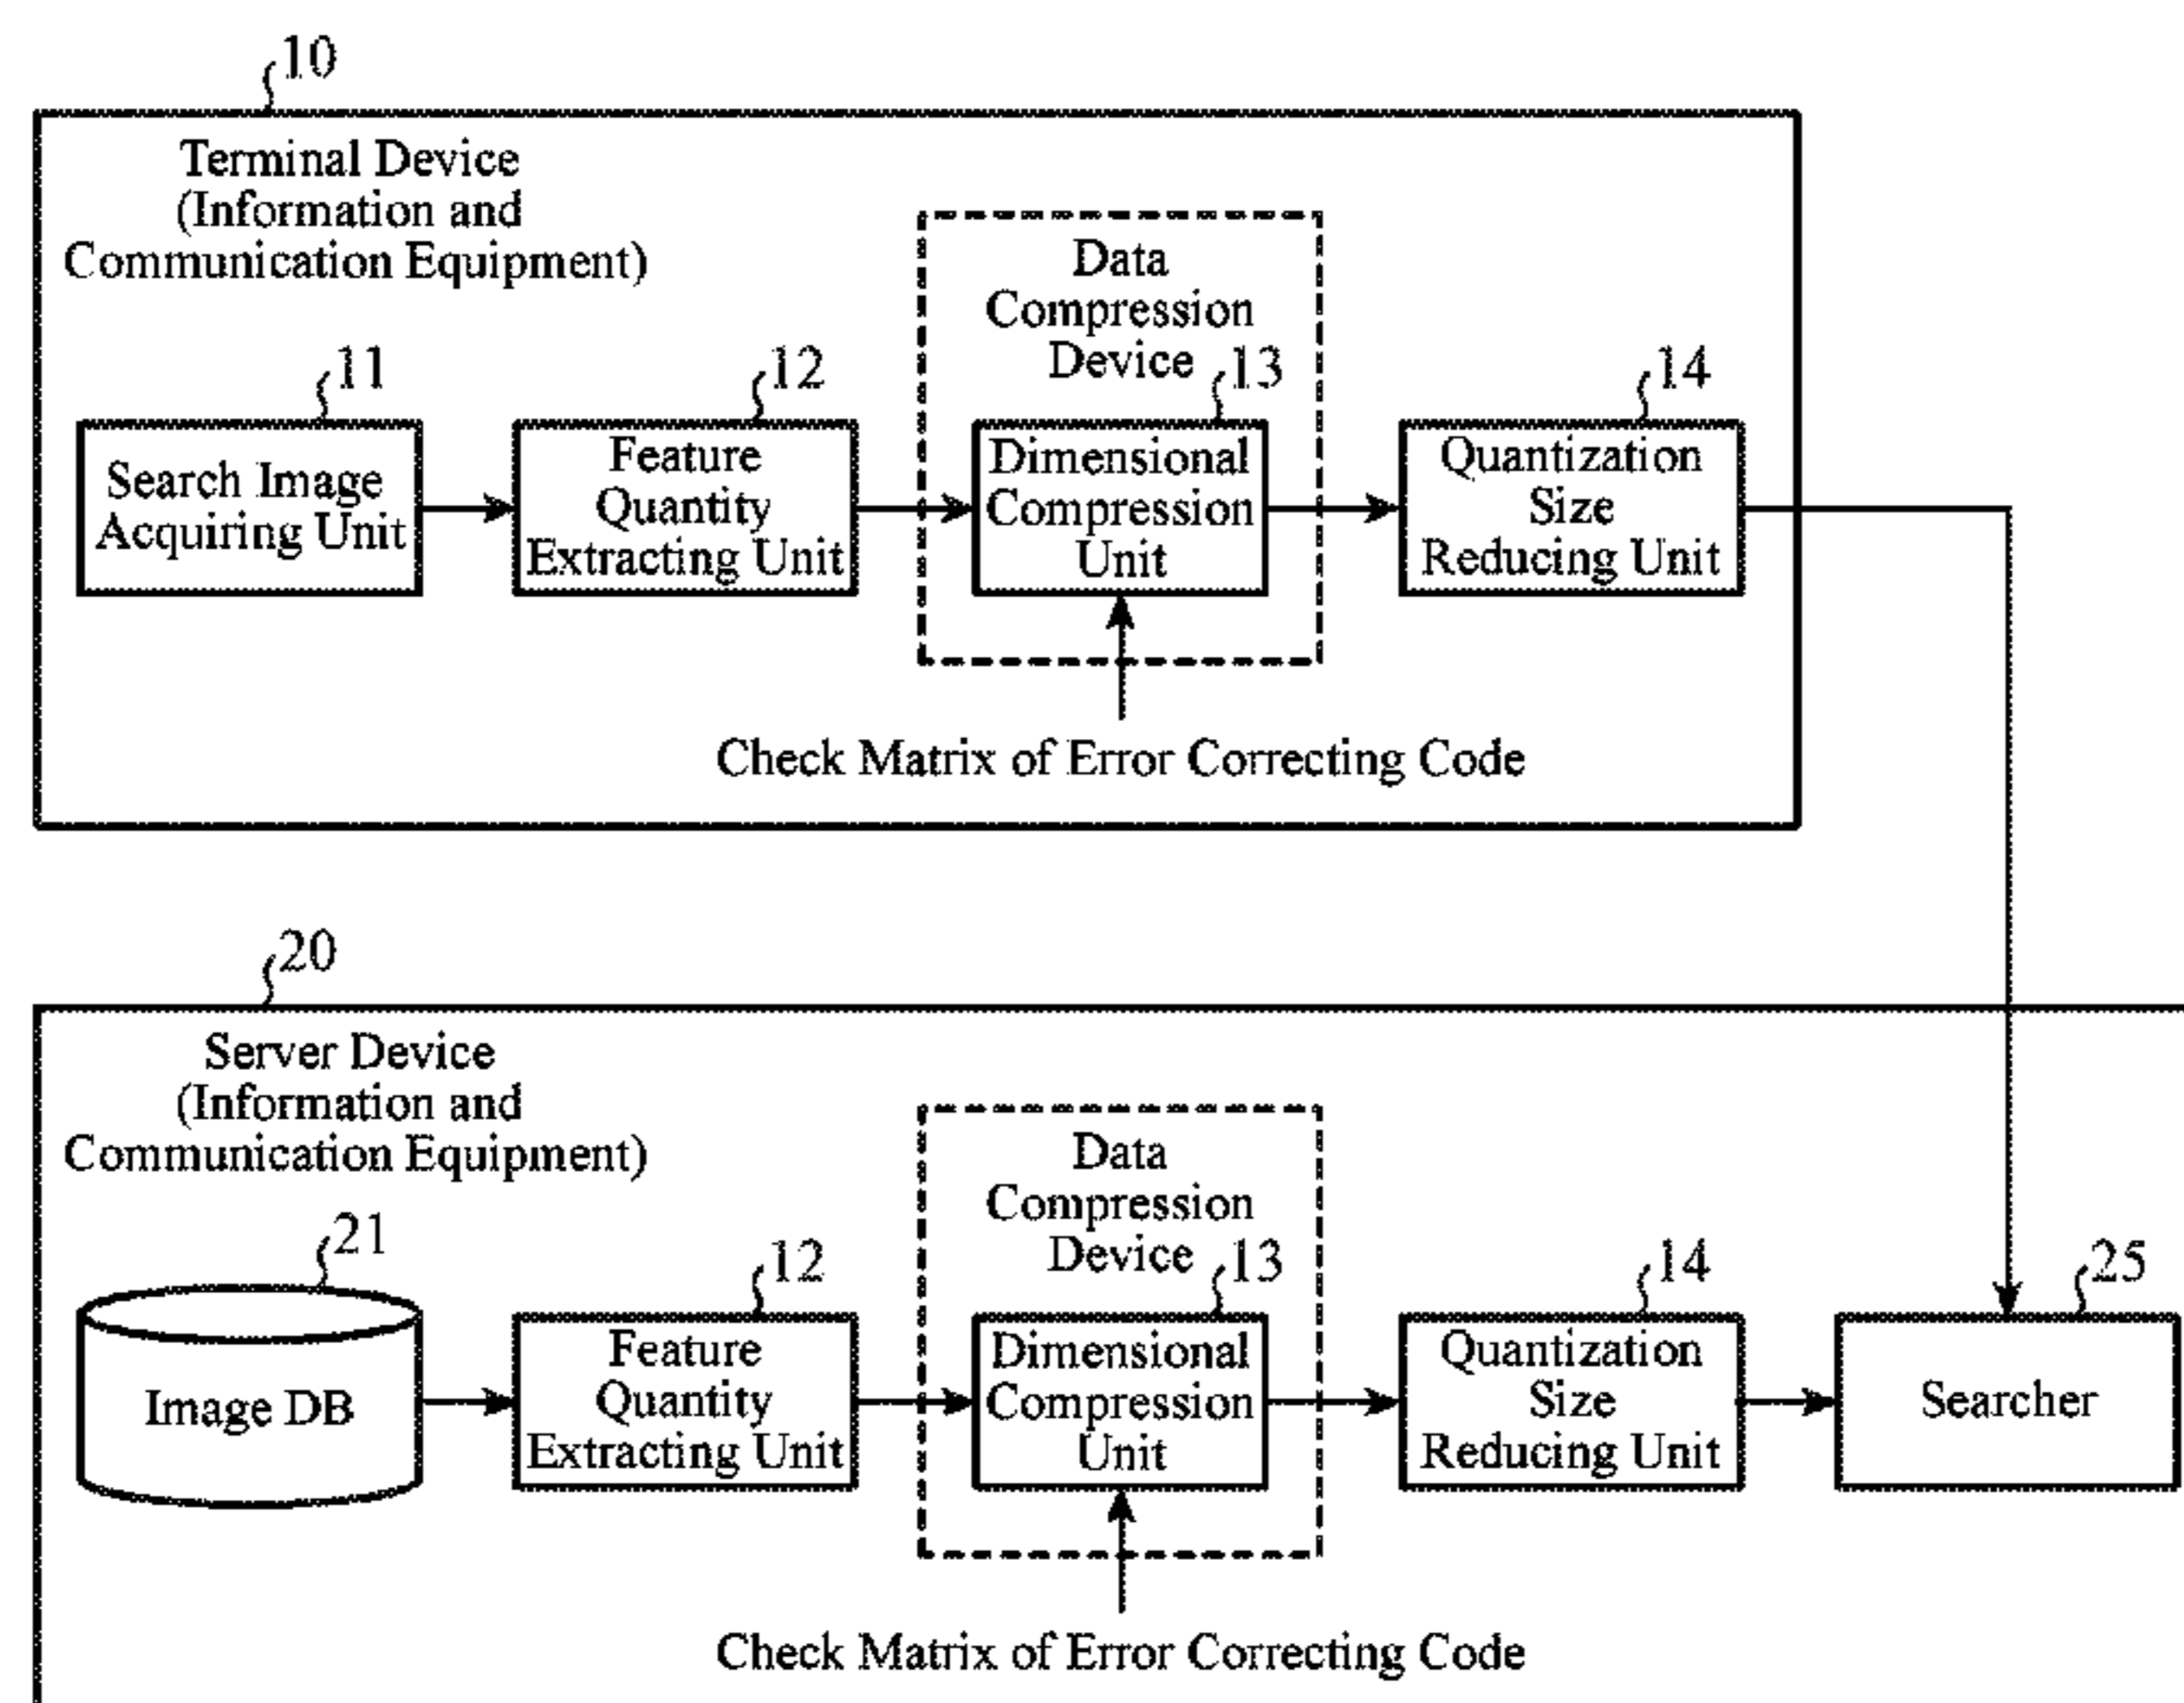 10
Terminal Device
(Information and
Communication Equipment)
Data
Compression
Device
11
12
13
14
Search Image
Acquiring Unit
Feature
Quantity
Extracting Unit
Dimensional
Compression
Unit
Quantization
Size
Reducing Unit
Check Matrix of Error Correcting Code
20
Server Device
(Information and
Communication Equipment)
Data
Compression
Device
21
12
13
14
25
Image DB
Feature
Quantity
Extracting Unit
Dimensional
Compression
Unit
Quantization
Size
Reducing Unit
Searcher
Check Matrix of Error Correcting Code